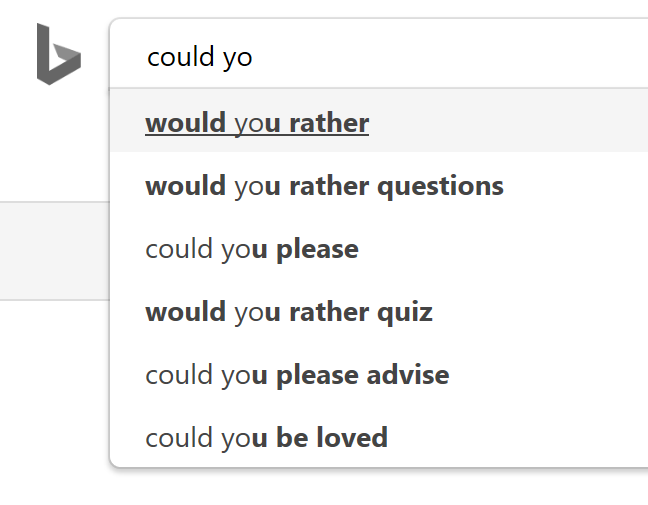 could yo
would you rather
would you rather questions
could you please
would you rather quiz
could you please advise
could you be loved